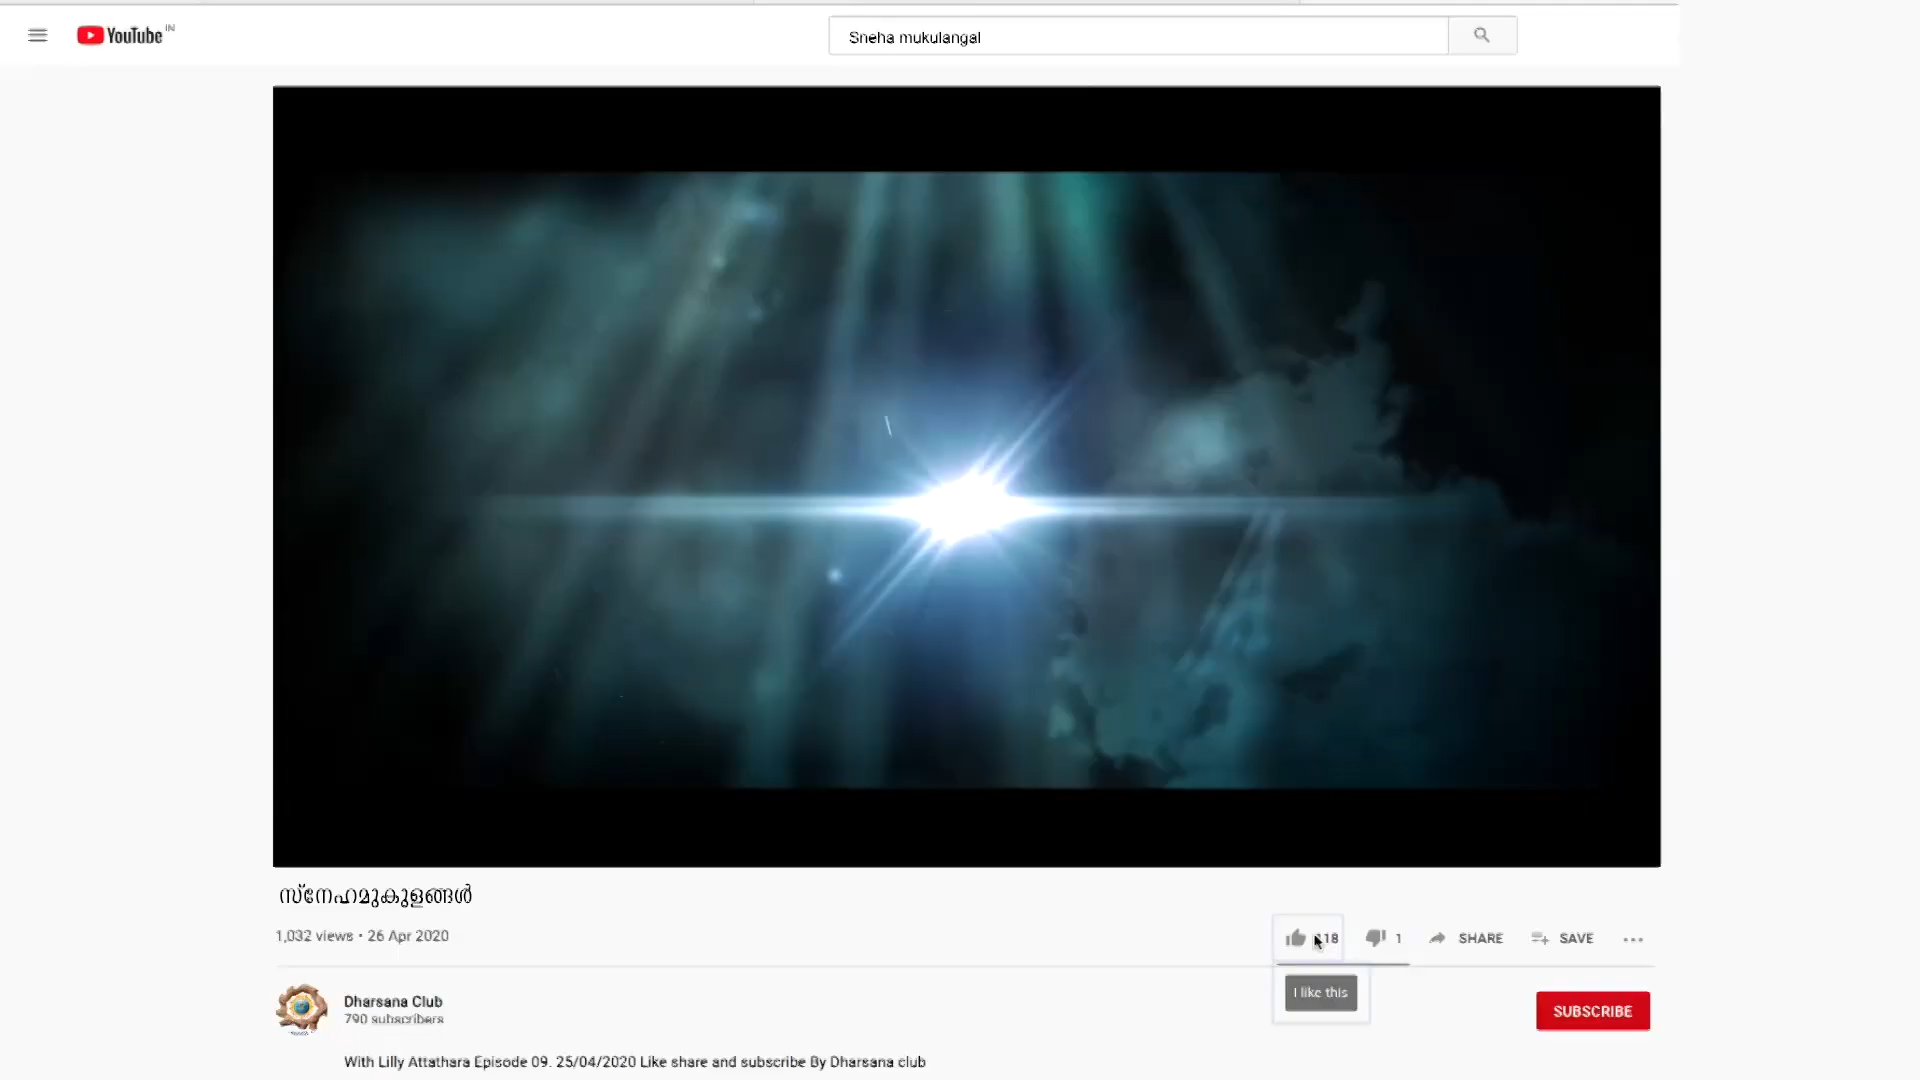 YouTube IN
Sneha mukulangal
സ്നേഹമുകുളങ്ങൾ
1,032 views • 26 Apr 2020
1
SHARE
SAVE
I like this
Dharsana Club
790 subscribers
SUBSCRIBE
With Lilly Attathara Episode 09. 25/04/2020 Like share and subscribe By Dharsana club